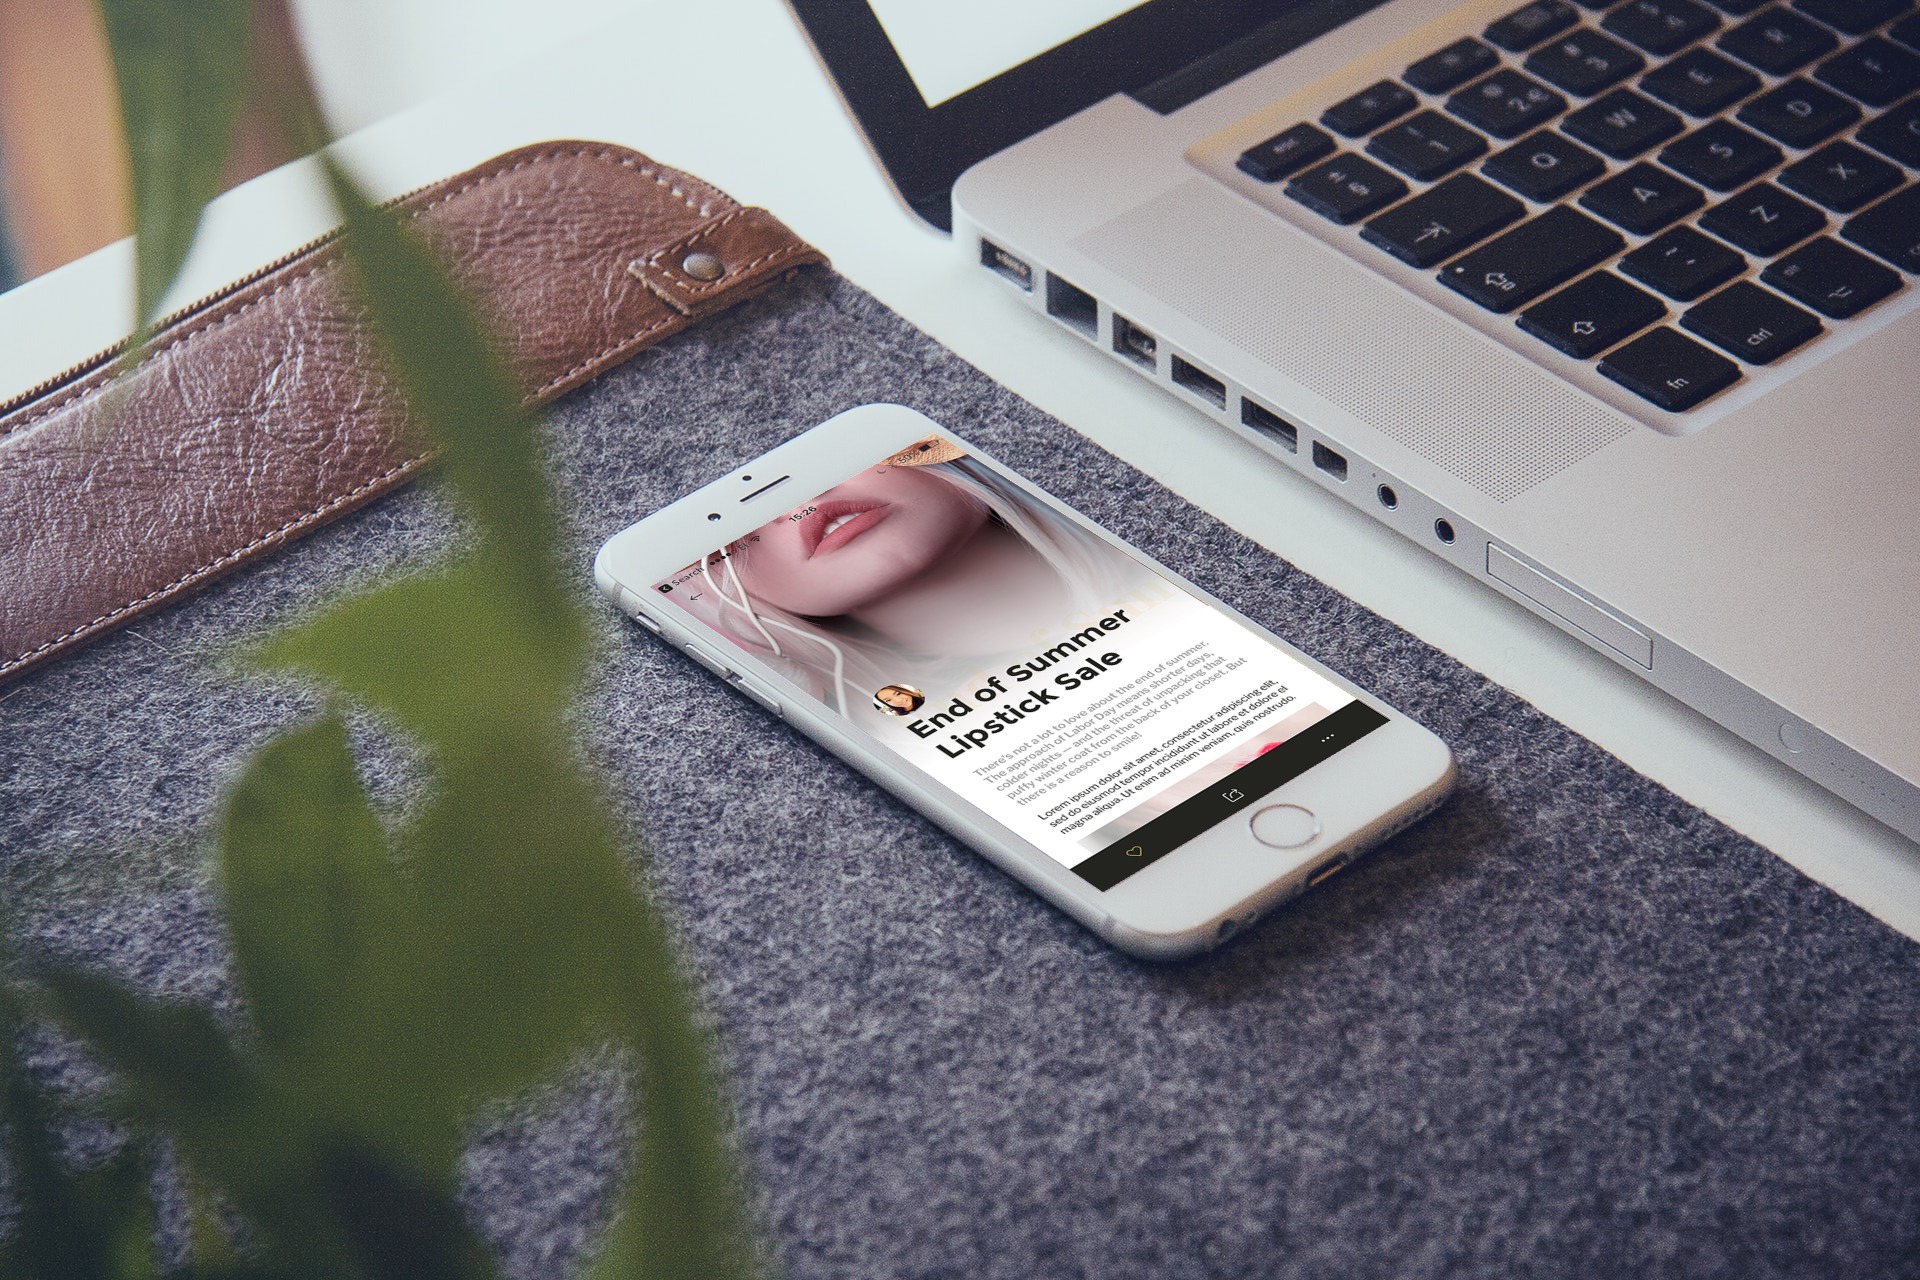 Search
15:26
50%
End of Summer
Lipstick Sale
There's not a lot to love about the end of summer.
The approach of Labor Day means shorter days,
colder nights — and the threat of unpacking that
puffy winter coat from the back of your closet. But
there is a reason to smile!
Lorem ipsum dolor sit amet, consectetur adipiscing elit,
sed do eiusmod tempor incididunt ut labore et dolore et
magna aliqua. Ut enim ad minim veniam, quis nostrudo.
esc
1 2
Q W E
A S D
Z X
fn ctrl